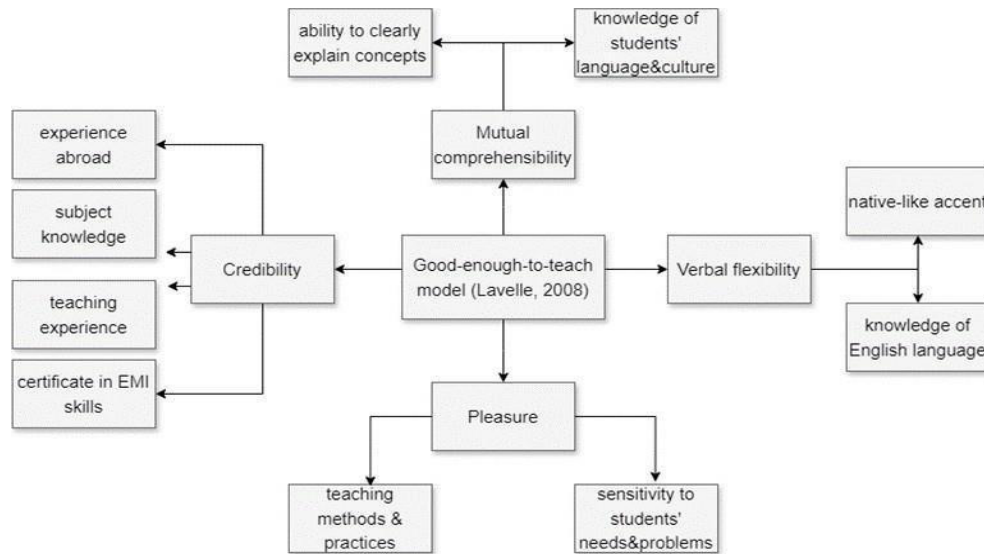 ability to clearly
explain concepts
knowledge of
students'
language&culture
Mutual
comprehensibility
experience
abroad
subject
knowledge
teaching
experience
certificate in EMI
skills
Credibility
Good-enough-to-teach
model (Lavelle, 2008)
Verbal flexibility
native-like accent
knowledge of
English language
Pleasure
teaching
methods &
practices
sensitivity to
students'
needs&problems